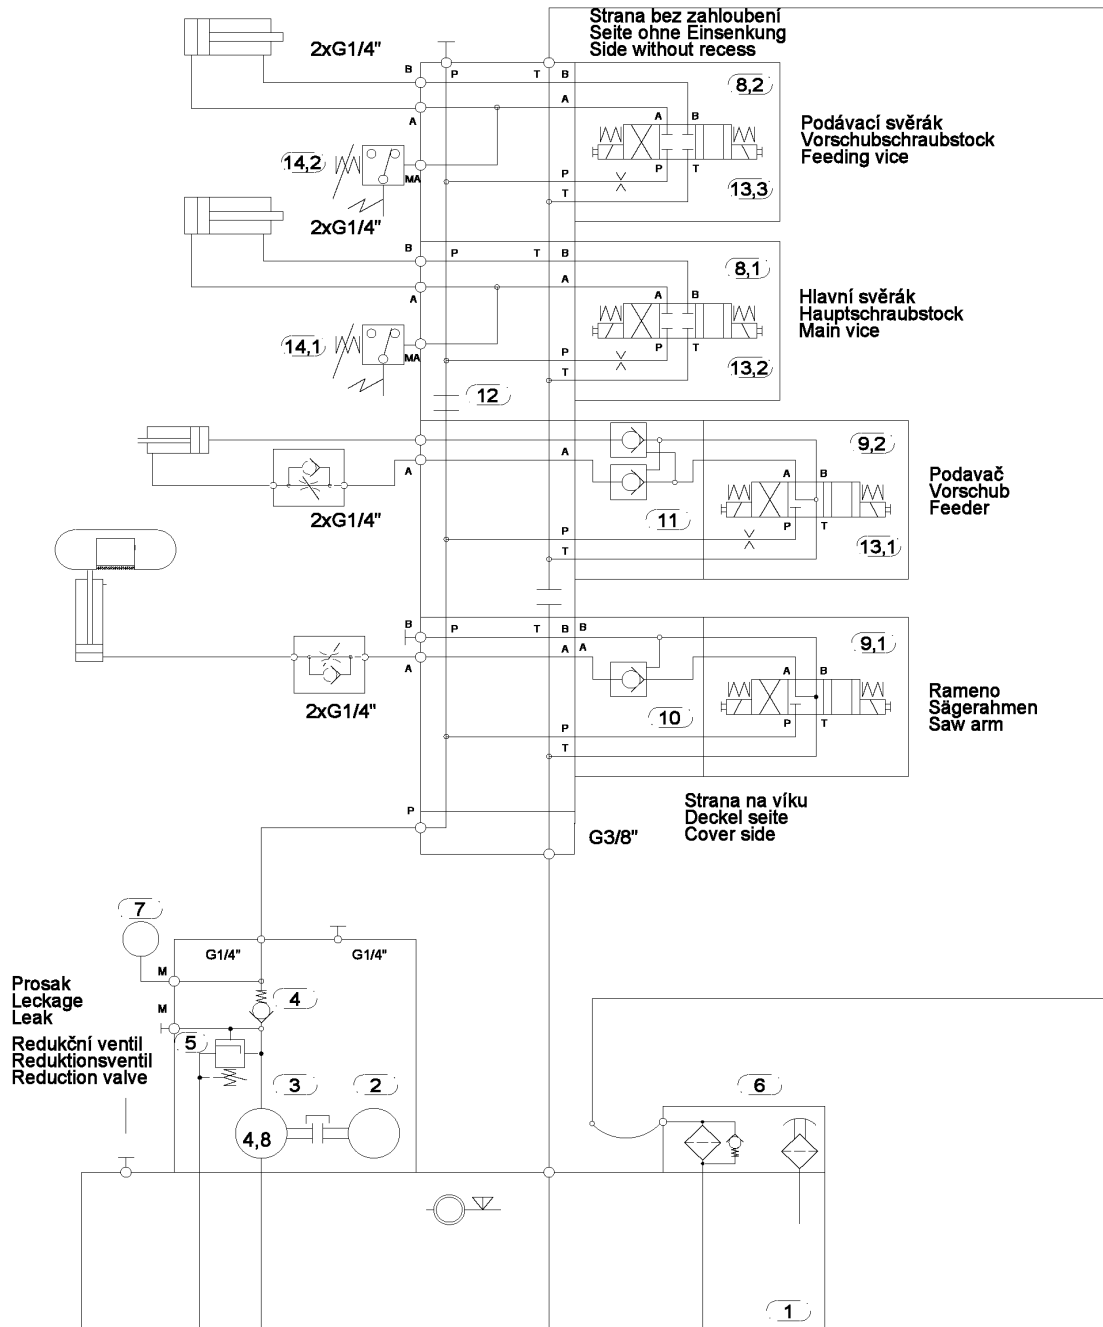 Strana bez zahloubení
Seite ohne Einsenkung
Side without recess
2xG1/4"
B
P
T
B
8,2
A
A
A
B
Podávací svěrák
Vorschubschraubstock
Feeding vice
14,2
MA
P
P
T
T
13,3
2xG1/4"
B
P
T
B
8,1
A
A
A
B
Hlavní svěrák
Hauptschraubstock
Main vice
14,1
MA
P
P
T
T
13,2
12
9,2
A
A
A
B
Podavač
Vorschub
Feeder
2xG1/4"
11
P
P
T
T
13,1
B
P
T
B
B
9,1
A
A
A
A
B
Rameno
Sägerahmen
Saw arm
2xG1/4"
10
P
P
T
T
Strana na víku
Deckel seite
Cover side
P
G3/8"
7
G1/4"
G1/4"
M
Prosak
Leckage
Leak
4
M
Redukční ventil
Reduktionsventil
Reduction valve
5
3
2
6
4,8
1